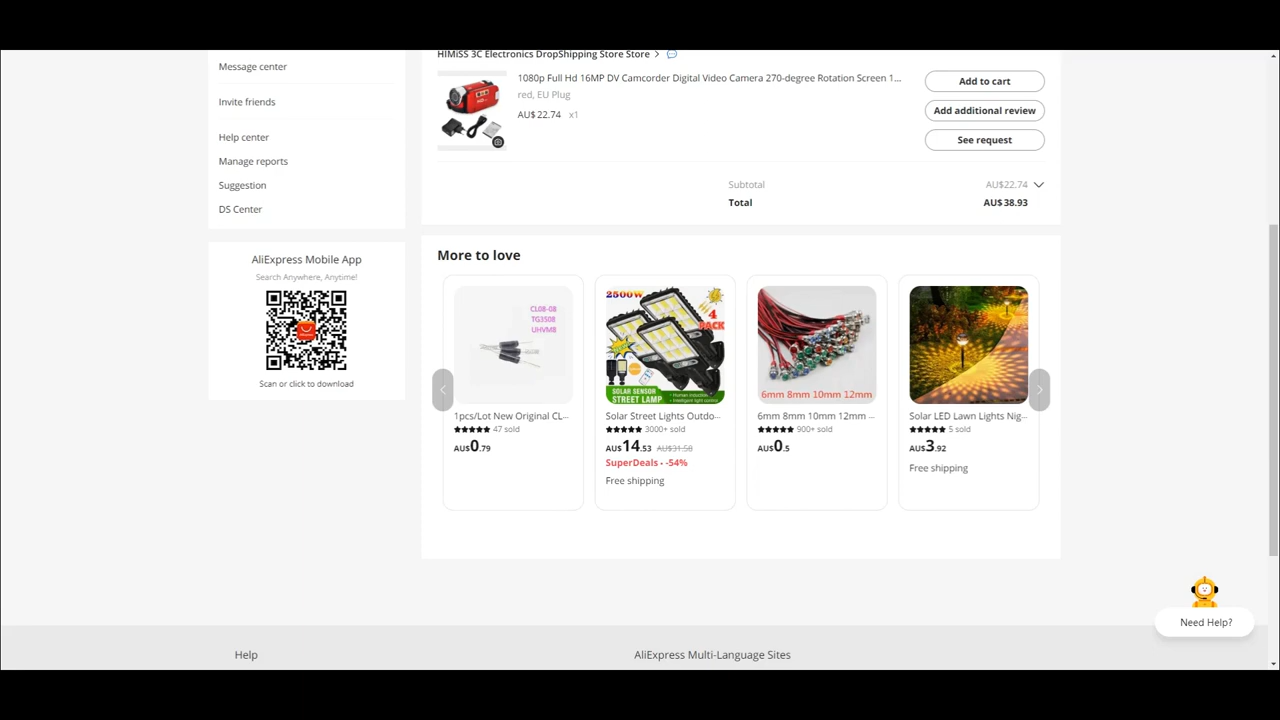 HIMISS 3C Electronics DropShipping Store Store >
Message center
Invite friends
Help center
Manage reports
Suggestion
DS Center
1080p Full Hd 16MP DV Camcorder Digital Video Camera 270-degree Rotation Screen 1...
red, EU Plug
AU$22.74 x1
Add to cart
Add additional review
See request
Subtotal AU$22.74
Total AU$38.93
AliExpress Mobile App
Search Anywhere, Anytime!
Scan or click to download
More to love
CL08-08
TG3508
UHVM8
1pcs/Lot New Original CL...
47 sold
AU$0.79
2500W
4
PACK
SOLAR SENSOR
STREET LAMP
Solar Street Lights Outdo...
3000+ sold
AU$14.53 AU$31.58
SuperDeals • -54%
Free shipping
6mm 8mm 10mm 12mm
6mm 8mm 10mm 12mm ...
900+ sold
AU$0.5
Solar LED Lawn Lights Nig...
5 sold
AU$3.92
Free shipping
Need Help?
Help
AliExpress Multi-Language Sites